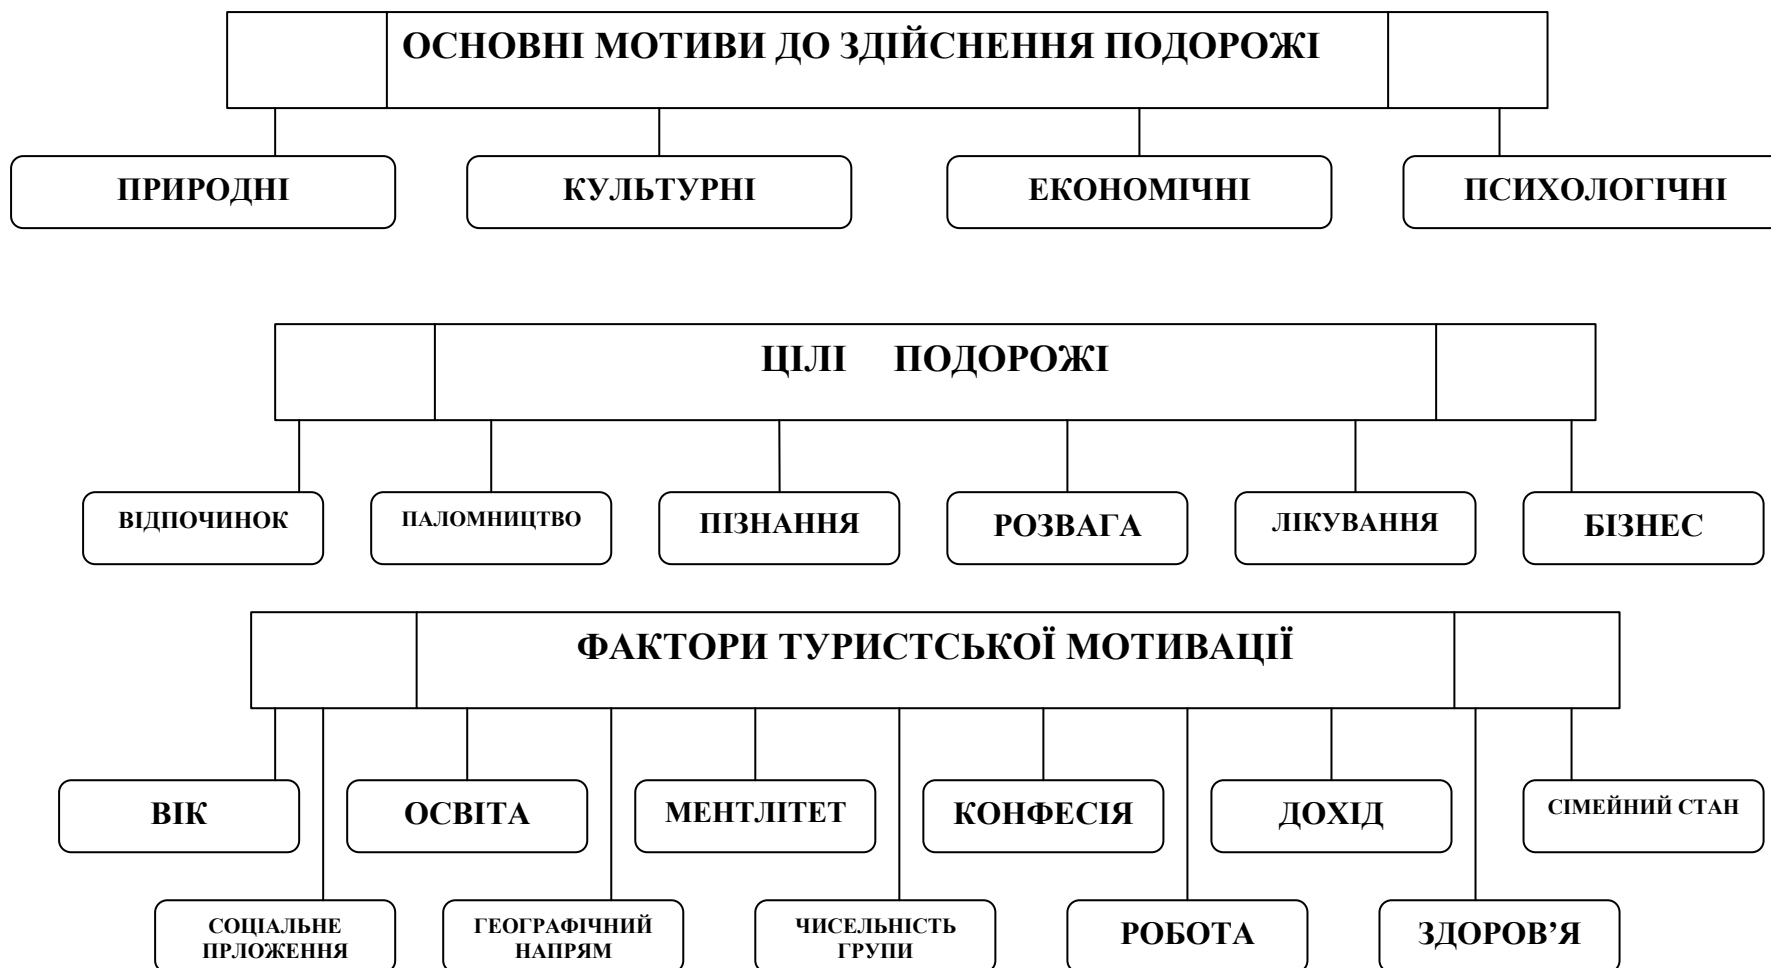 ОСНОВНІ МОТИВИ ДО ЗДІЙСНЕННЯ ПОДОРОЖІ
ПРИРОДНІ
КУЛЬТУРНІ
ЕКОНОМІЧНІ
ПСИХОЛОГІЧНІ
ЦІЛІ ПОДОРОЖІ
ВІДПОЧИНОК
ПАЛОМНИЦТВО
ПІЗНАННЯ
РОЗВАГА
ЛІКУВАННЯ
БІЗНЕС
ФАКТОРИ ТУРИСТСЬКОЇ МОТИВАЦІЇ
ВІК
ОСВІТА
МЕНТЛІТЕТ
КОНФЕСІЯ
ДОХІД
СІМЕЙНИЙ СТАН
СОЦІАЛЬНЕ
ПРЛОЖЕННЯ
ГЕОГРАФІЧНИЙ
НАПРЯМ
ЧИСЕЛЬНІСТЬ
ГРУПИ
РОБОТА
ЗДОРОВ’Я